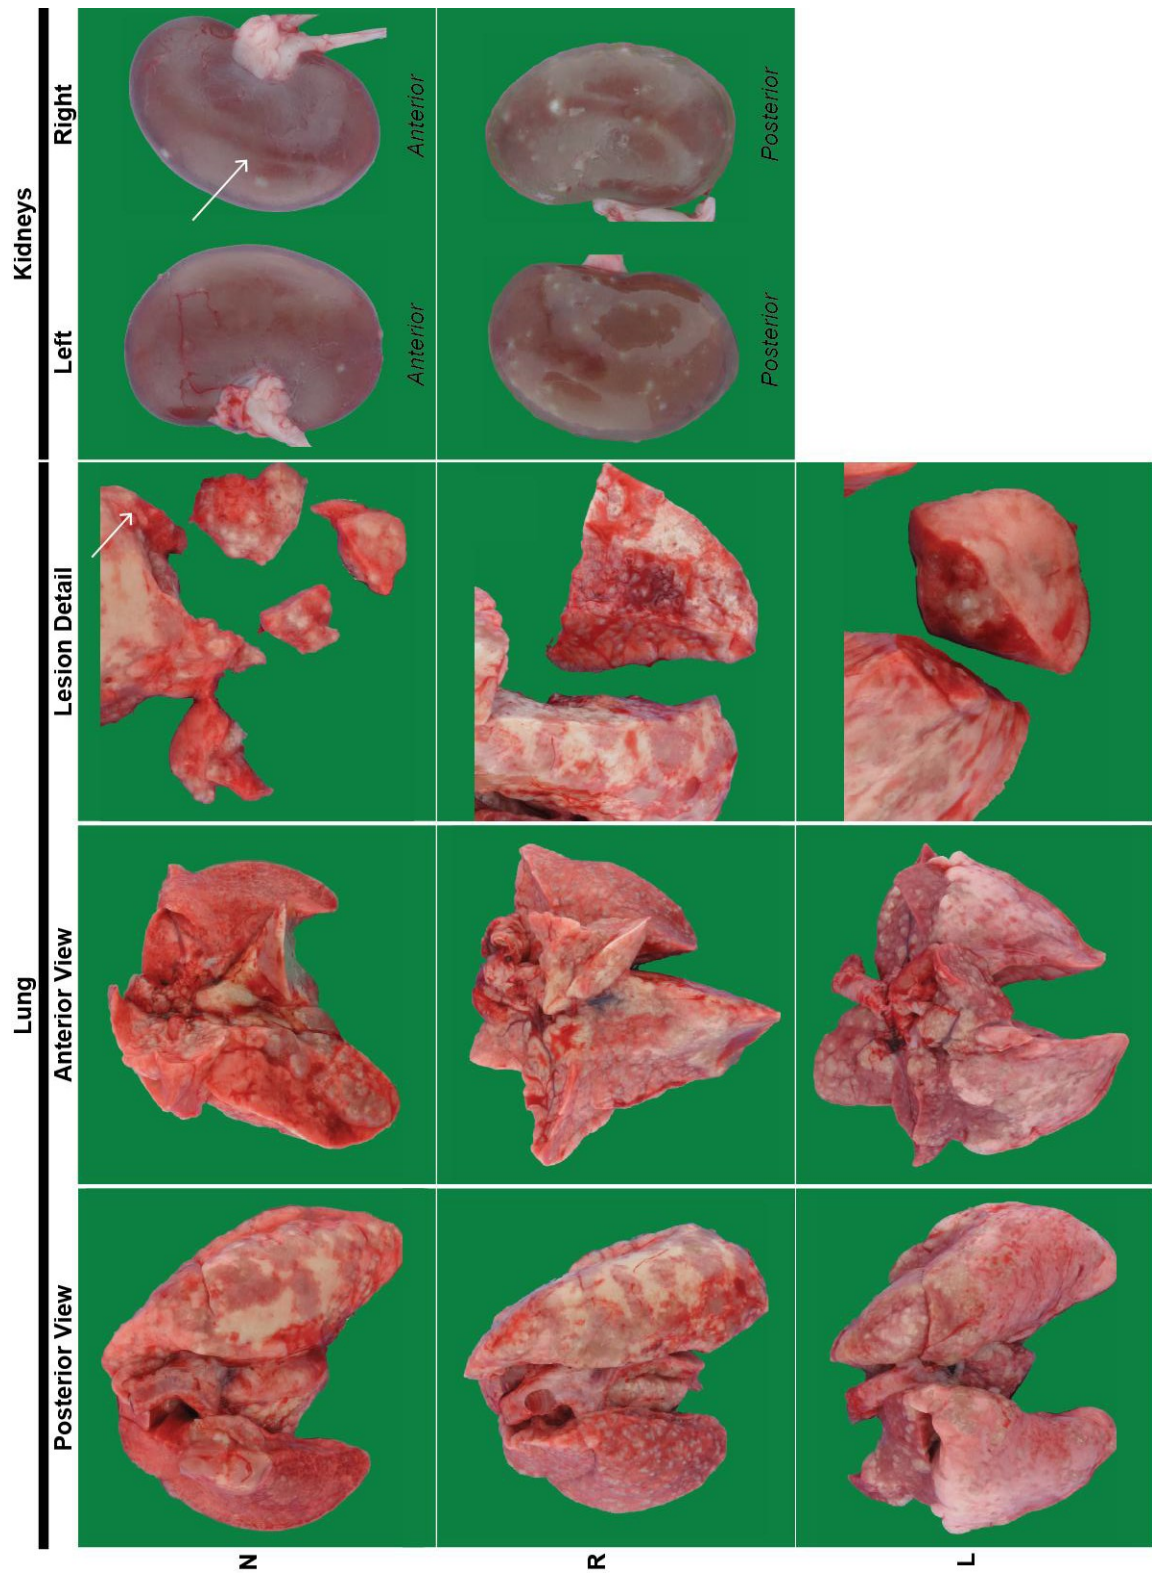 Lung
Kidneys
Posterior View
Anterior View
Lesion Detail
Left
Right
N
Anterior
Anterior
R
Posterior
Posterior
L